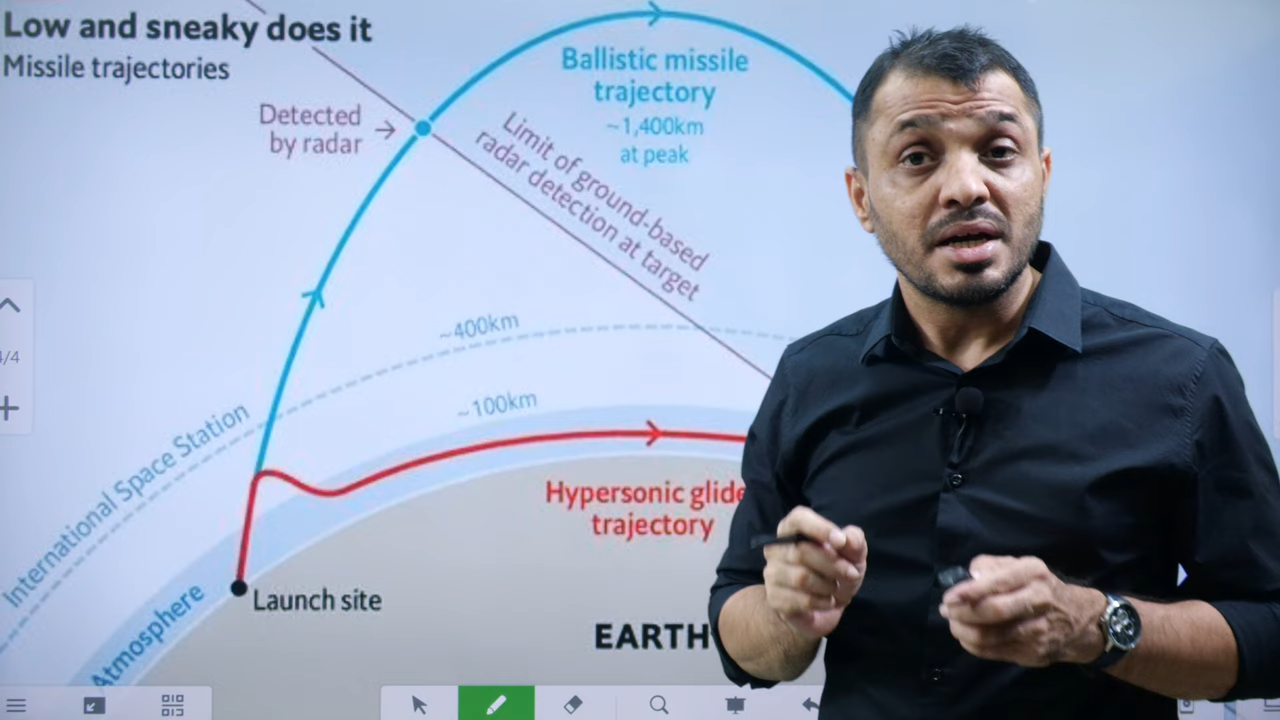 Low and sneaky does it
Missile trajectories
Detected
by radar
Ballistic missile
trajectory
~1,400km
at peak
Limit of ground-based
radar detection at target
~400km
~100km
International Space Station
Hypersonic glide
trajectory
Launch site
Atmosphere
EARTH
4/4